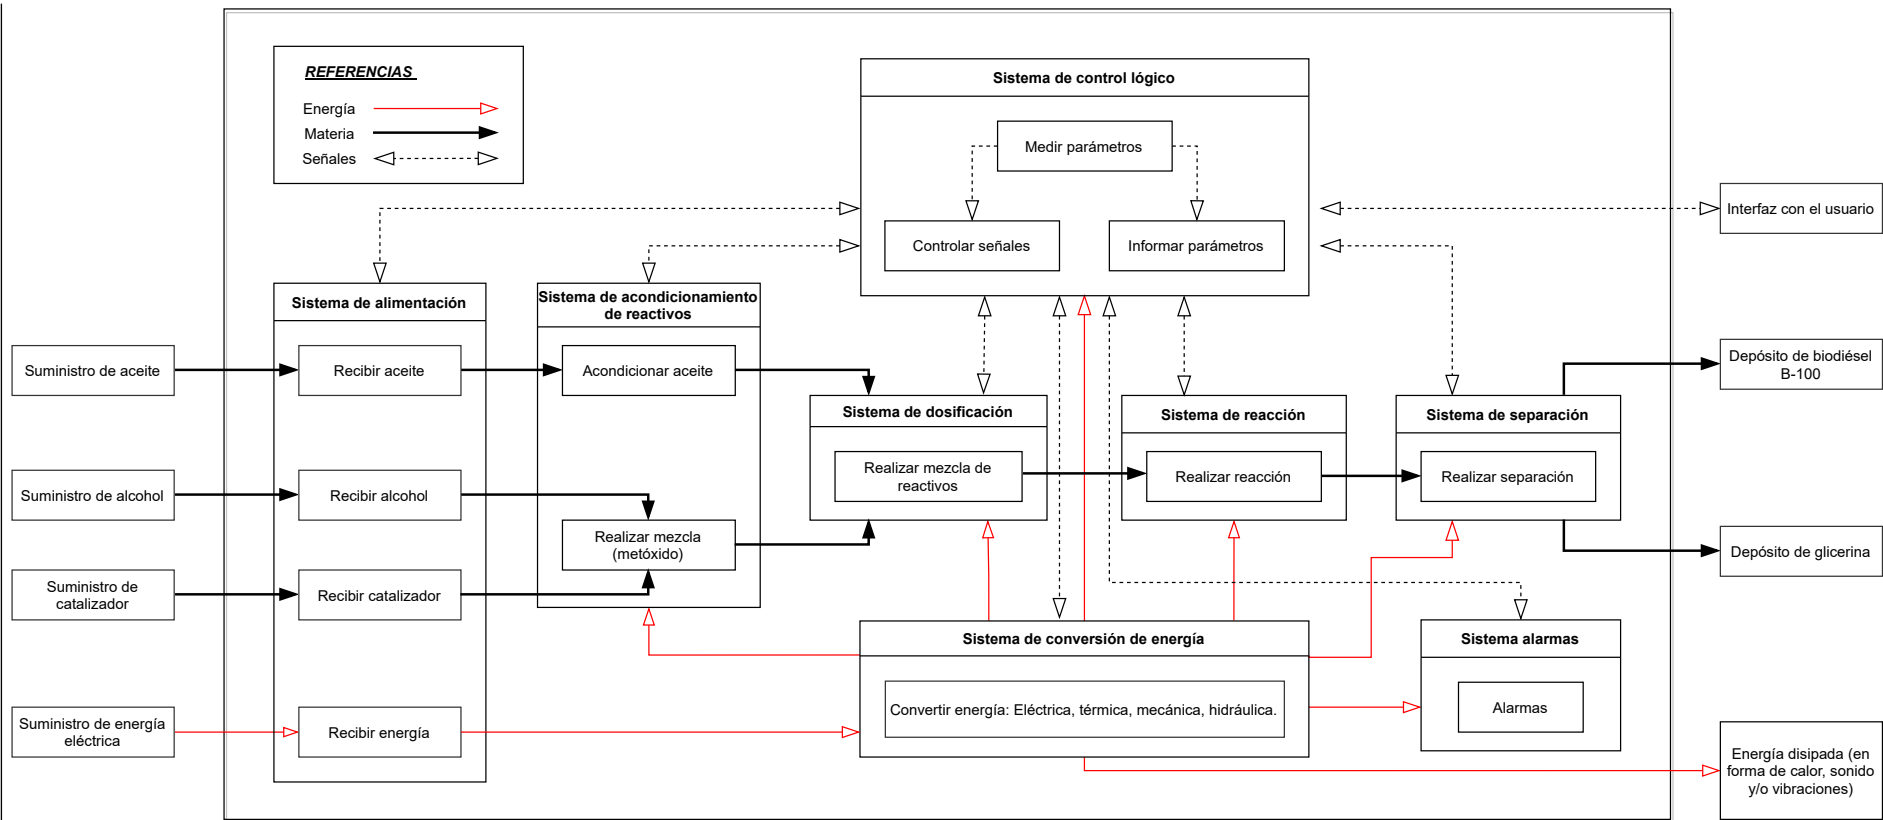 REFERENCIAS
Energía
Materia
Señales
Sistema de control lógico
Medir parámetros
Controlar señales
Informar parámetros
Interfaz con el usuario
Sistema de alimentación
Sistema de acondicionamiento
de reactivos
Suministro de aceite
Recibir aceite
Acondicionar aceite
Depósito de biodiésel
B-100
Sistema de dosificación
Sistema de reacción
Sistema de separación
Realizar mezcla de
reactivos
Realizar reacción
Realizar separación
Suministro de alcohol
Recibir alcohol
Realizar mezcla
(metóxido)
Depósito de glicerina
Suministro de
catalizador
Recibir catalizador
Sistema de conversión de energía
Sistema alarmas
Convertir energía: Eléctrica, térmica, mecánica, hidráulica.
Alarmas
Suministro de energía
eléctrica
Recibir energía
Energía disipada (en
forma de calor, sonido
y/o vibraciones)